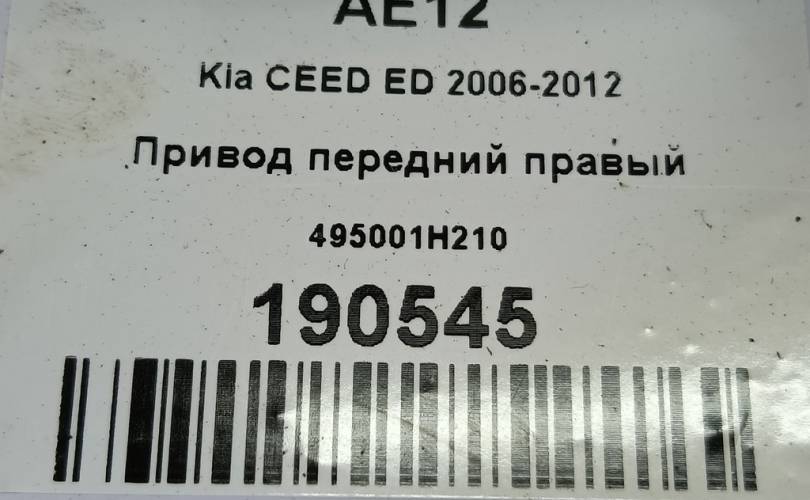 AE12
Kia CEED ED 2006-2012
Привод передний правый
495001H210
190545